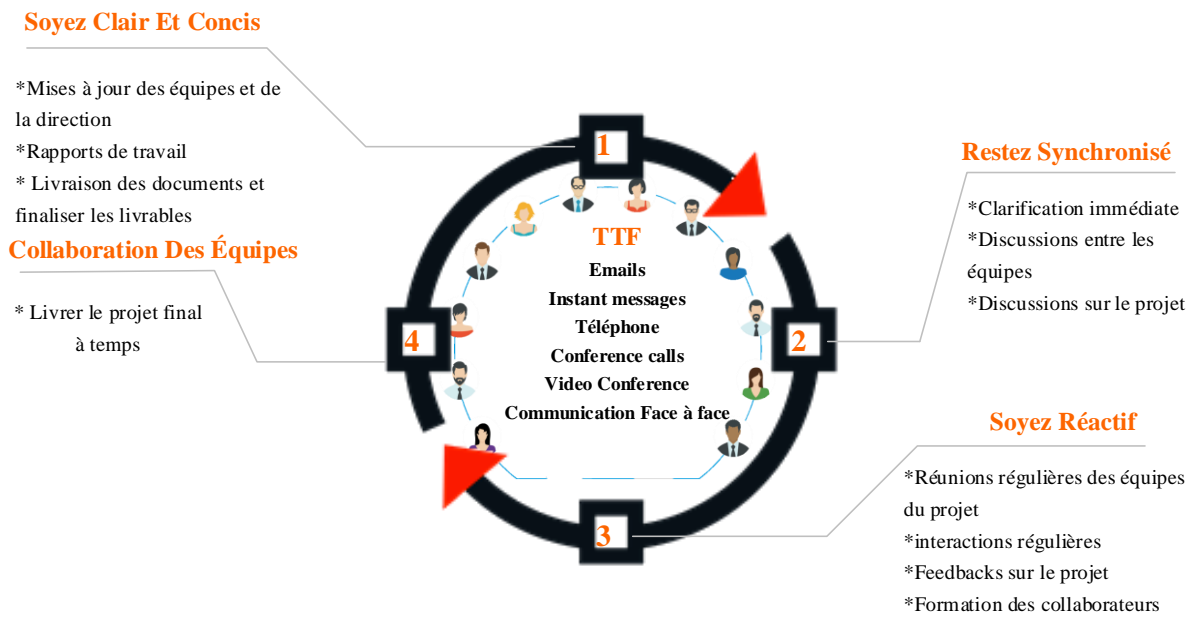 Soyez Clair Et Concis
*Mises à jour des équipes et de
la direction
*Rapports de travail
* Livraison des documents et
finaliser les livrables
1
Restez Synchronisé
*Clarification immédiate
*Discussions entre les
équipes
*Discussions sur le projet
2
Collaboration Des Équipes
* Livrer le projet final
à temps
4
TTF
Emails
Instant messages
Téléphone
Conference calls
Video Conference
Communication Face à face
Soyez Réactif
*Réunions régulières des équipes
du projet
*interactions régulières
*Feedbacks sur le projet
*Formation des collaborateurs
3